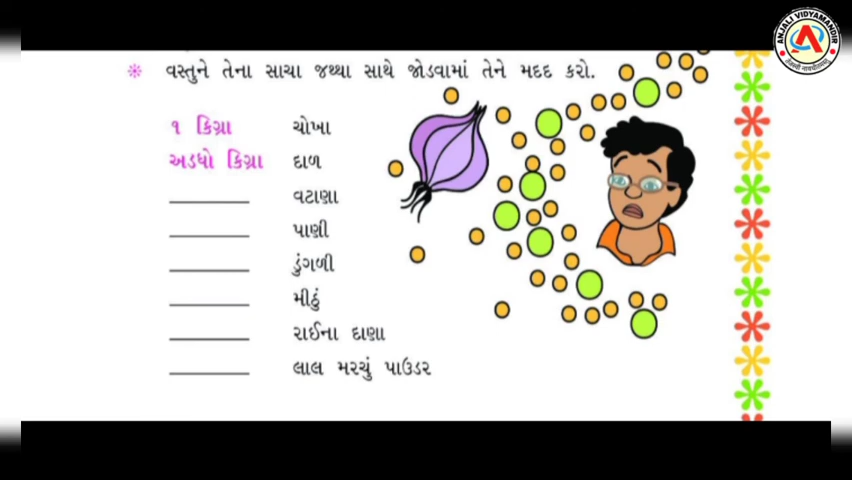 ANJALI VIDYAMANDIR
વસ્તુને તેના સાચા જથ્થા સાથે જોડવામાં તેને મદદ કરો.
૧ કિગ્રા ચોખા
અડધો કિગ્રા દાળ
વટાણા
પાણી
ડુંગળી
મીઠું
રાઈના દાણા
લાલ મરચું પાઉડર